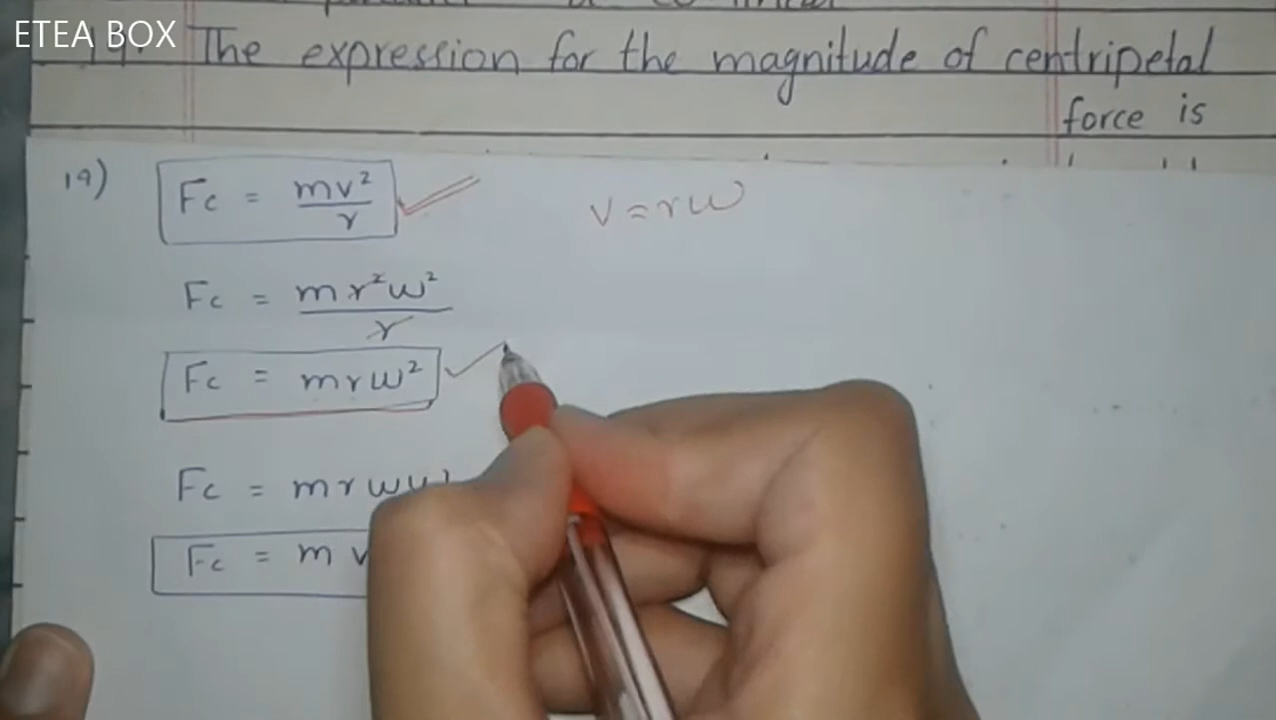 ETEA BOX
19. The expression for the magnitude of centripetal
force is
19)
Fc = mv²/r
v = rω
Fc = mr²ω²/r
Fc = mrω²
Fc = mrω
Fc = m v